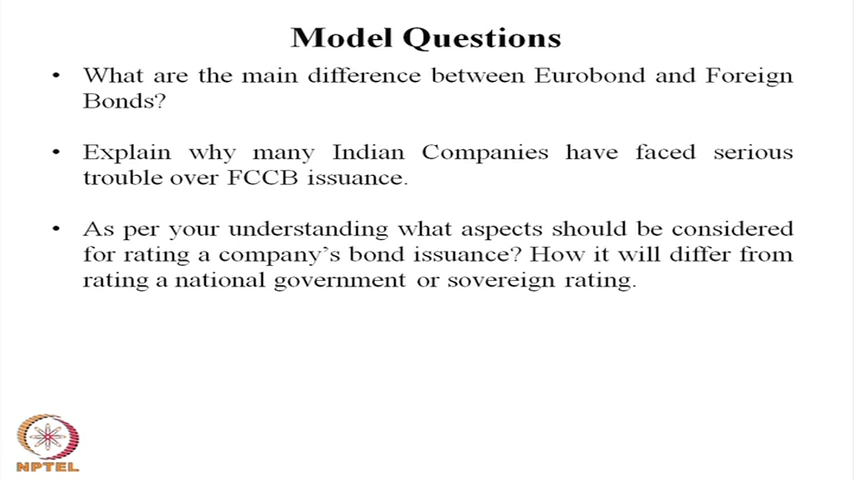 Model Questions
• What are the main difference between Eurobond and Foreign
Bonds?
• Explain why many Indian Companies have faced serious
trouble over FCCB issuance.
• As per your understanding what aspects should be considered
for rating a company's bond issuance? How it will differ from
rating a national government or sovereign rating.
NPTEL